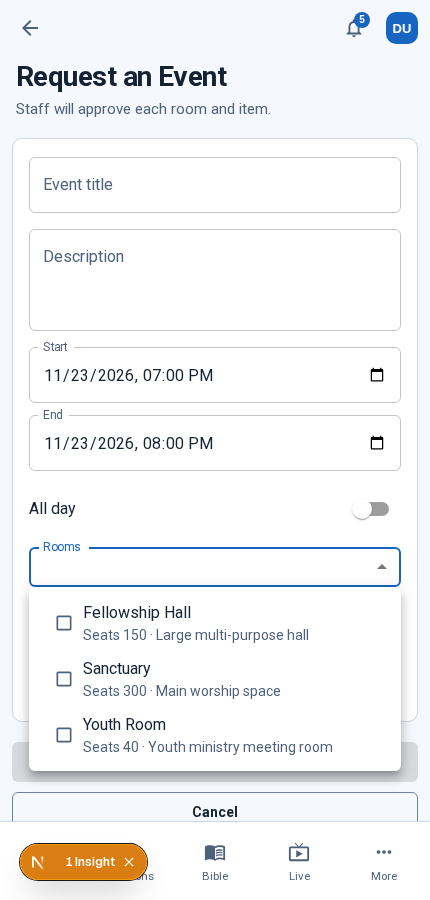 5
DU
Request an Event
Staff will approve each room and item.
Event title
Description
Start
11/23/2026, 07:00 PM
End
11/23/2026, 08:00 PM
All day
Rooms
Fellowship Hall
Seats 150 · Large multi-purpose hall
Sanctuary
Seats 300 · Main worship space
Youth Room
Seats 40 · Youth ministry meeting room
Cancel
1 Insight
Bible
Live
More